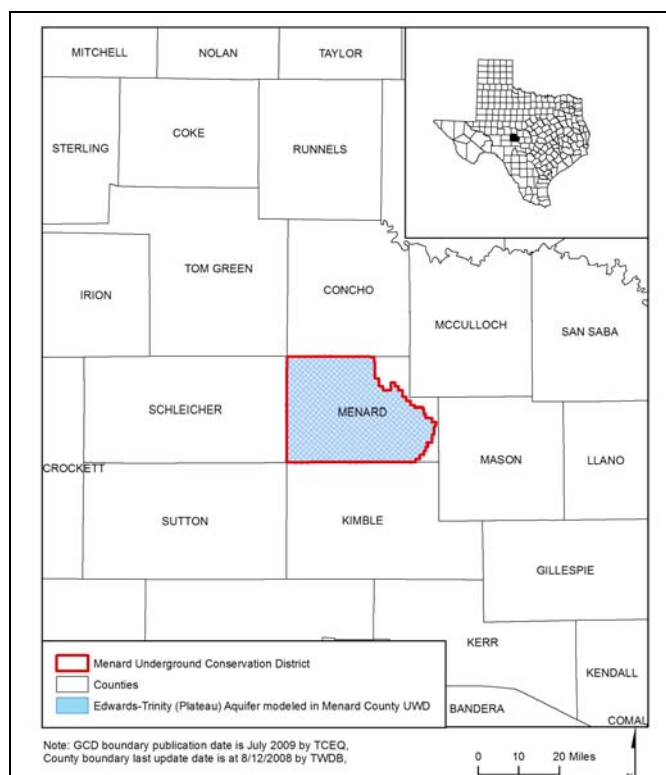 MITCHELL NOLAN TAYLOR
STERLING COKE RUNNELS
IRION TOM GREEN CONCHO
MCCULLOCH SAN SABA
SCHLEICHER MENARD
CROCKETT MASON LLANO
SUTTON KIMBLE
GILLESPIE
KERR
KENDALL
BANDERA
COMAL
Menard Underground Conservation District
Counties
Edwards-Trinity (Plateau) Aquifer modeled in Menard County UWD
Note: GCD boundary publication date is July 2009 by TCEQ,
County boundary last update date is at 8/12/2008 by TWDB,
0 10 20 Miles